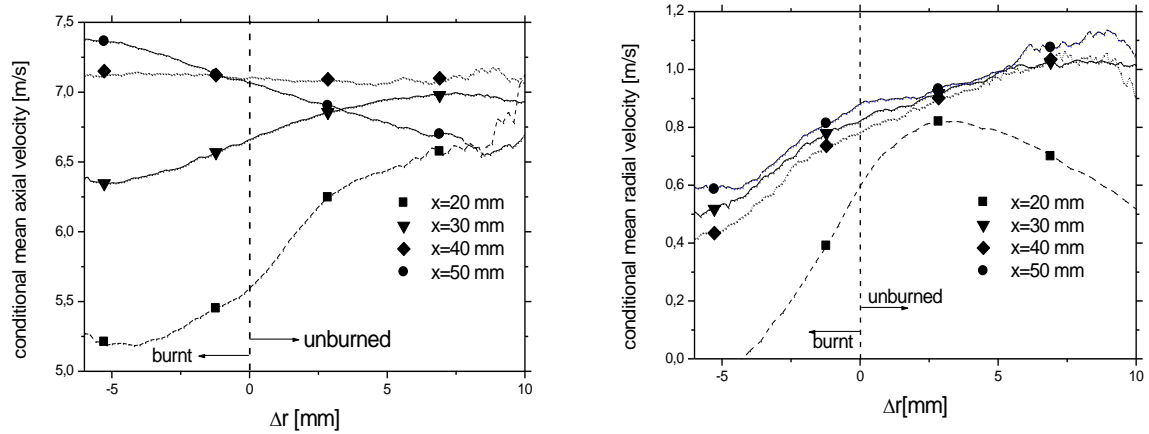 conditional mean axial velocity [m/s]
7,5
7,0
6,5
6,0
5,5
5,0
x=20 mm
x=30 mm
x=40 mm
x=50 mm
unburned
burnt
-5
0
5
10
Δr [mm]
conditional mean radial velocity [m/s]
1,2
1,0
0,8
0,6
0,4
0,2
0,0
x=20 mm
x=30 mm
x=40 mm
x=50 mm
unburned
burnt
-5
0
5
10
Δr[mm]